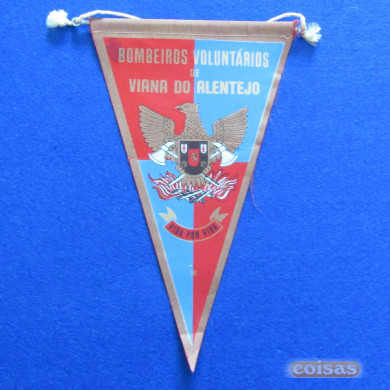 BOMBEIROS VOLUNTÁRIOS
DE
VIANA DO ALENTEJO
VIDA POR VIDA
coisas